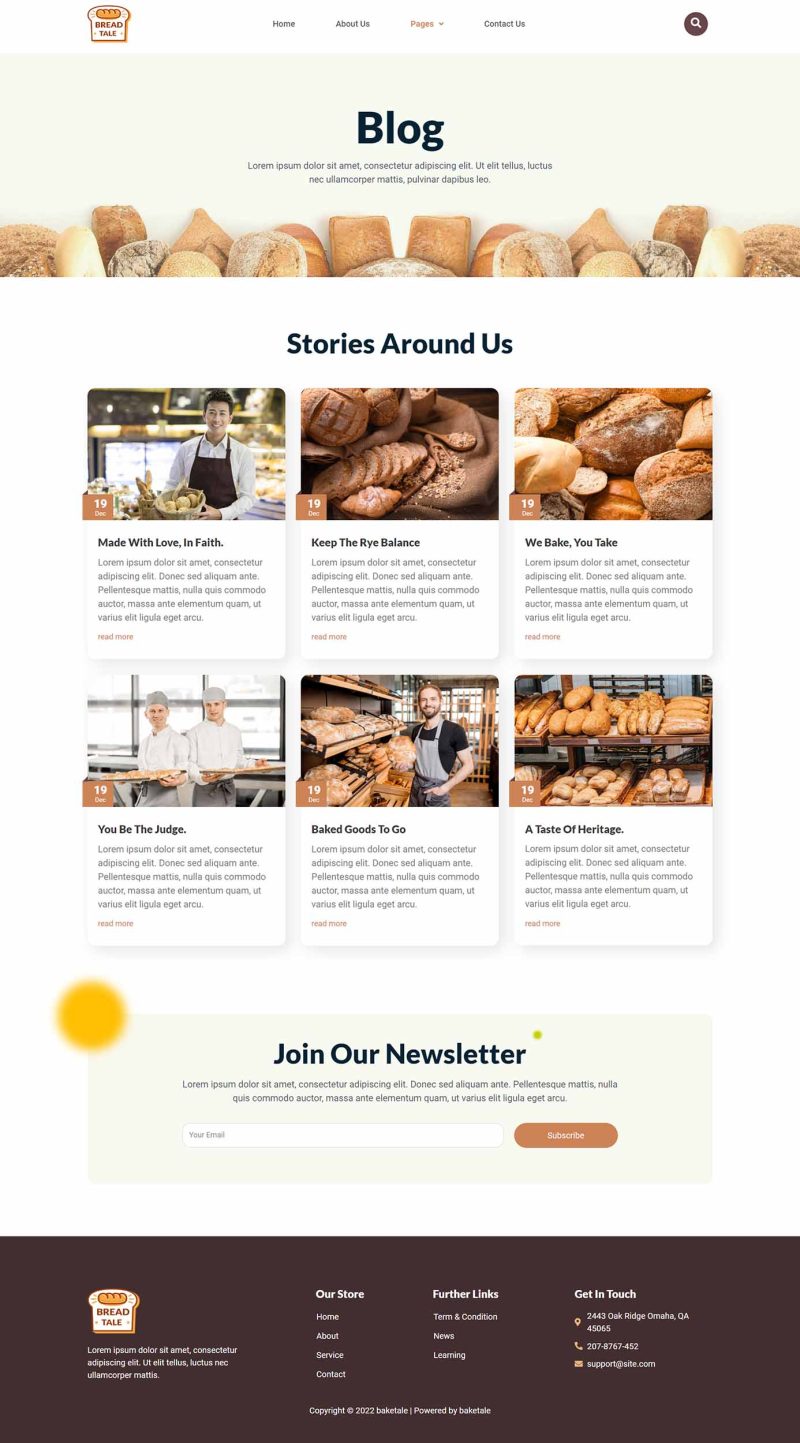 BREAD
TALE
Home
About Us
Pages
Contact Us
Blog
Lorem ipsum dolor sit amet, consectetur adipiscing elit. Ut elit tellus, luctus
nec ullamcorper mattis, pulvinar dapibus leo.
Stories Around Us
19
Dec
Made With Love, In Faith.
Lorem ipsum dolor sit amet, consectetur
adipiscing elit. Donec sed aliquam ante.
Pellentesque mattis, nulla quis commodo
auctor, massa ante elementum quam, ut
varius elit ligula eget arcu.
read more
19
Dec
Keep The Rye Balance
Lorem ipsum dolor sit amet, consectetur
adipiscing elit. Donec sed aliquam ante.
Pellentesque mattis, nulla quis commodo
auctor, massa ante elementum quam, ut
varius elit ligula eget arcu.
read more
19
Dec
We Bake, You Take
Lorem ipsum dolor sit amet, consectetur
adipiscing elit. Donec sed aliquam ante.
Pellentesque mattis, nulla quis commodo
auctor, massa ante elementum quam, ut
varius elit ligula eget arcu.
read more
19
Dec
You Be The Judge.
Lorem ipsum dolor sit amet, consectetur
adipiscing elit. Donec sed aliquam ante.
Pellentesque mattis, nulla quis commodo
auctor, massa ante elementum quam, ut
varius elit ligula eget arcu.
read more
19
Dec
Baked Goods To Go
Lorem ipsum dolor sit amet, consectetur
adipiscing elit. Donec sed aliquam ante.
Pellentesque mattis, nulla quis commodo
auctor, massa ante elementum quam, ut
varius elit ligula eget arcu.
read more
19
Dec
A Taste Of Heritage.
Lorem ipsum dolor sit amet, consectetur
adipiscing elit. Donec sed aliquam ante.
Pellentesque mattis, nulla quis commodo
auctor, massa ante elementum quam, ut
varius elit ligula eget arcu.
read more
Join Our Newsletter
Lorem ipsum dolor sit amet, consectetur adipiscing elit. Donec sed aliquam ante. Pellentesque mattis, nulla
quis commodo auctor, massa ante elementum quam, ut varius elit ligula eget arcu.
Your Email
Subscribe
BREAD
TALE
Lorem ipsum dolor sit amet, consectetur
adipiscing elit. Ut elit tellus, luctus nec
ullamcorper mattis.
Our Store
Home
About
Service
Contact
Further Links
Term & Condition
News
Learning
Get In Touch
2443 Oak Ridge Omaha, QA
45065
207-8767-452
support@site.com
Copyright © 2022 baketale | Powered by baketale